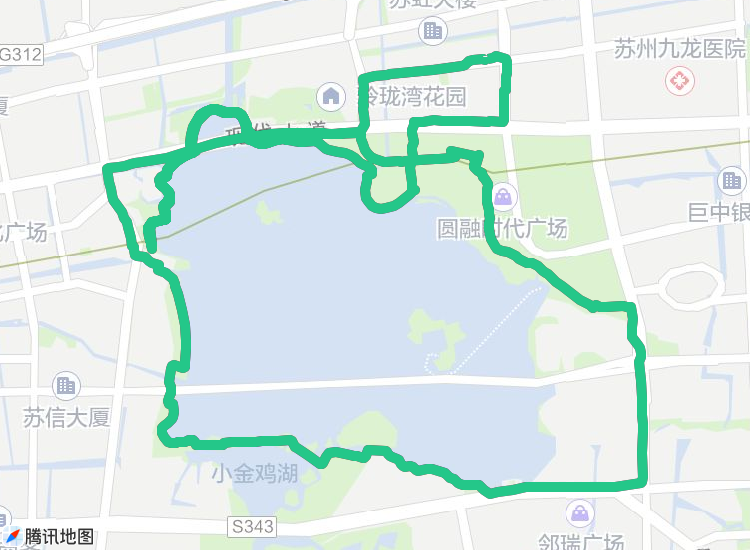 苏虹大楼
G312
苏州九龙医院
厦
玲珑湾花园
现代大道
巨中银
广场
圆融时代广场
苏信大厦
小金鸡湖
S343
邻瑞广场
腾讯地图